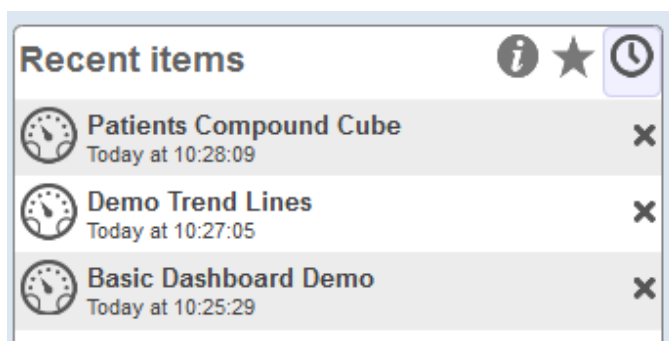 Recent items
Patients Compound Cube
Today at 10:28:09
Demo Trend Lines
Today at 10:27:05
Basic Dashboard Demo
Today at 10:25:29